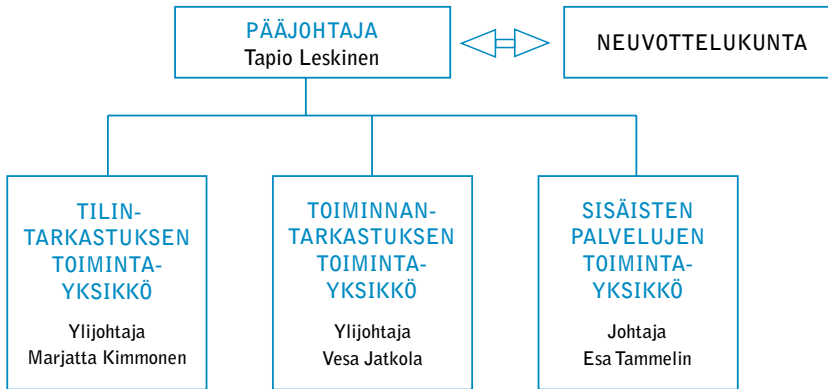 PÄÄJOHTAJA
Tapio Leskinen
NEUVOTTELUKUNTA
TILIN-
TARKASTUKSEN
TOIMINTA-
YKSIKKÖ
Ylijohtaja
Marjatta Kimmonen
TOIMINNAN-
TARKASTUKSEN
TOIMINTA-
YKSIKKÖ
Ylijohtaja
Vesa Jatkola
SISÄISTEN
PALVELUJEN
TOIMINTA-
YKSIKKÖ
Johtaja
Esa Tammelin